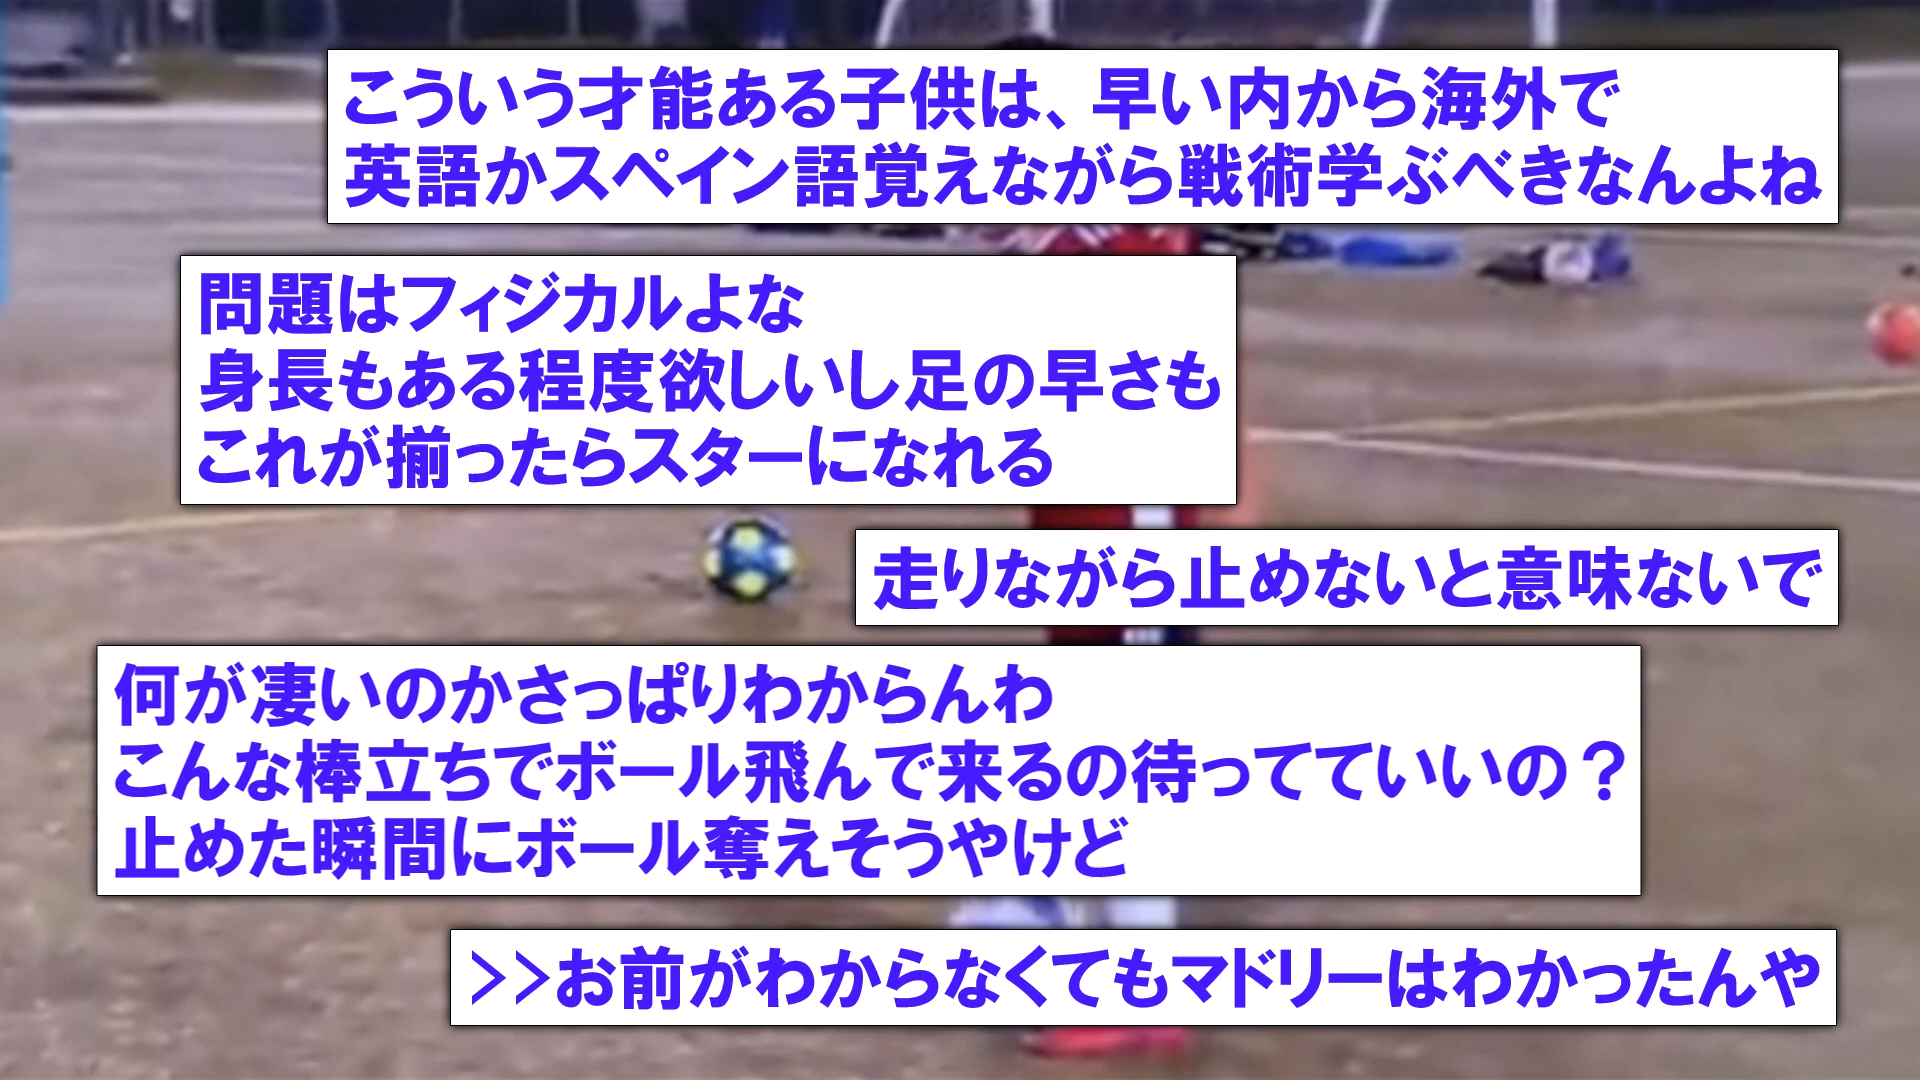 こういう才能ある子供は、早い内から海外で
英語かスペイン語覚えながら戦術学ぶべきなんよね
問題はフィジカルよな
身長もある程度欲しいし足の早さも
これが揃ったらスターになれる
走りながら止めないと意味ないで
何が凄いのかさっぱりわからんわ
こんな棒立ちでボール飛んで来るの待ってていいの？
止めた瞬間にボール奪えそうやけど
>>お前がわからなくてもマドリーはわかったんや